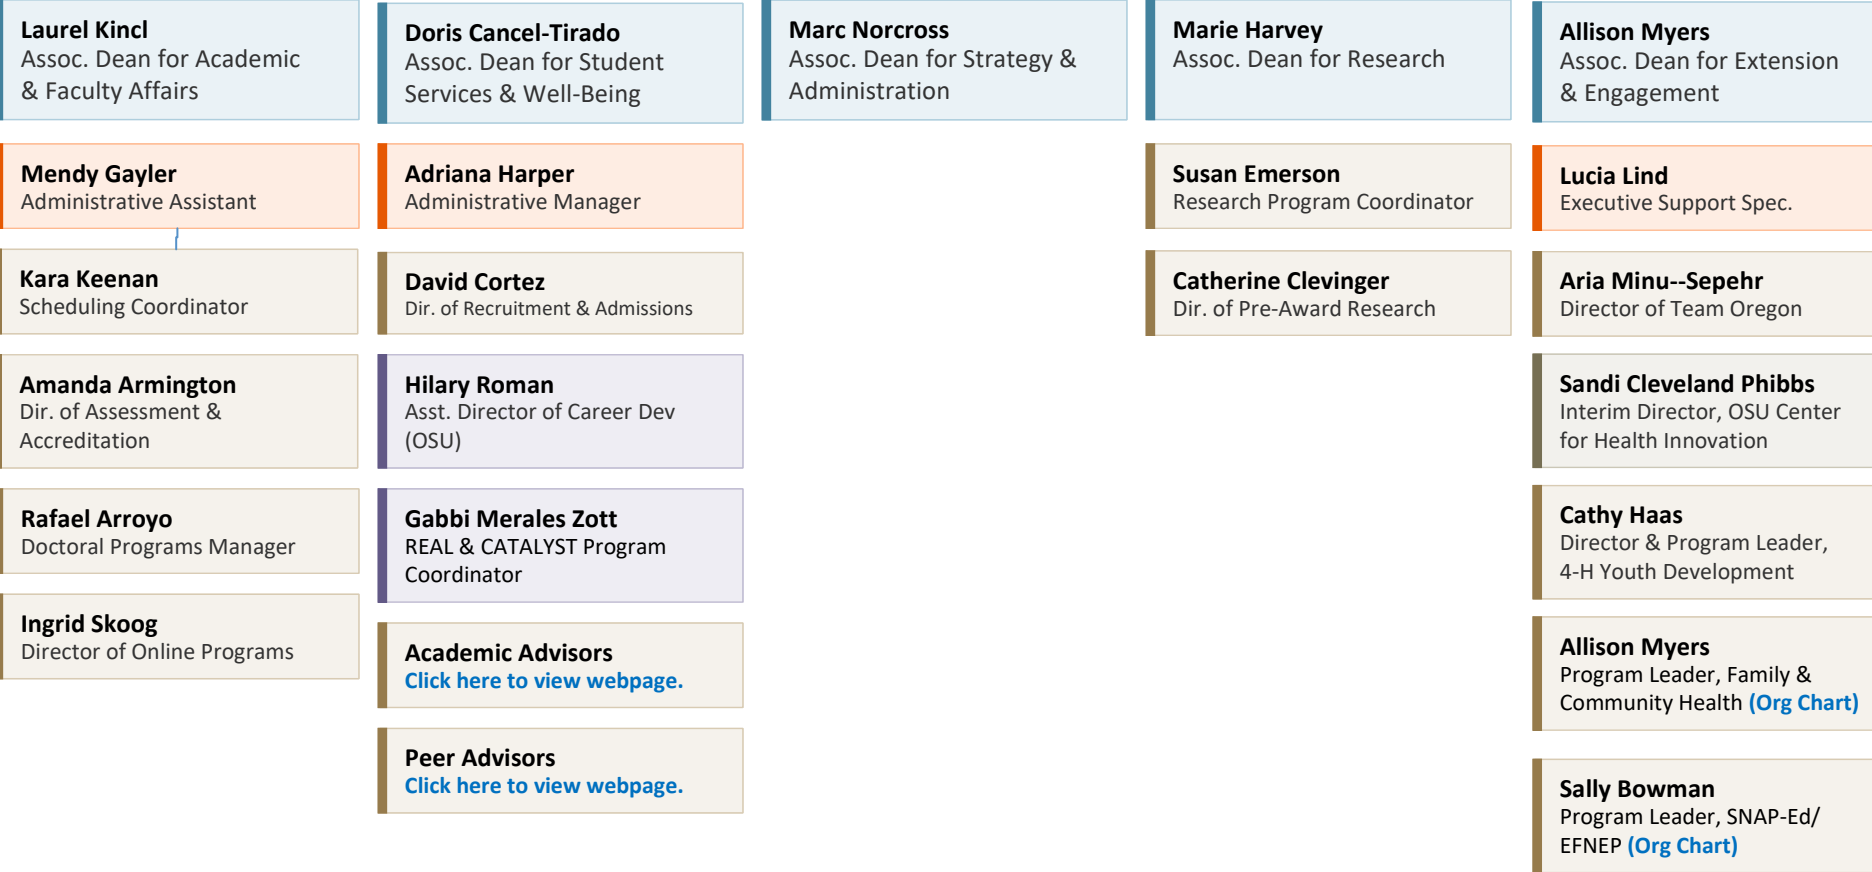 Laurel Kincl
Assoc. Dean for Academic
& Faculty Affairs
Mendy Gayler
Administrative Assistant
Kara Keenan
Scheduling Coordinator
Amanda Armington
Dir. of Assessment &
Accreditation
Rafael Arroyo
Doctoral Programs Manager
Ingrid Skoog
Director of Online Programs
Doris Cancel-Tirado
Assoc. Dean for Student
Services & Well-Being
Adriana Harper
Administrative Manager
David Cortez
Dir. of Recruitment & Admissions
Hilary Roman
Asst. Director of Career Dev
(OSU)
Gabbi Merales Zott
REAL & CATALYST Program
Coordinator
Academic Advisors
Click here to view webpage.
Peer Advisors
Click here to view webpage.
Marc Norcross
Assoc. Dean for Strategy &
Administration
Marie Harvey
Assoc. Dean for Research
Susan Emerson
Research Program Coordinator
Catherine Clevinger
Dir. of Pre-Award Research
Allison Myers
Assoc. Dean for Extension
& Engagement
Lucia Lind
Executive Support Spec.
Aria Minu--Sepehr
Director of Team Oregon
Sandi Cleveland Phibbs
Interim Director, OSU Center
for Health Innovation
Cathy Haas
Director & Program Leader,
4-H Youth Development
Allison Myers
Program Leader, Family &
Community Health (Org Chart)
Sally Bowman
Program Leader, SNAP-Ed/
EFNEP (Org Chart)